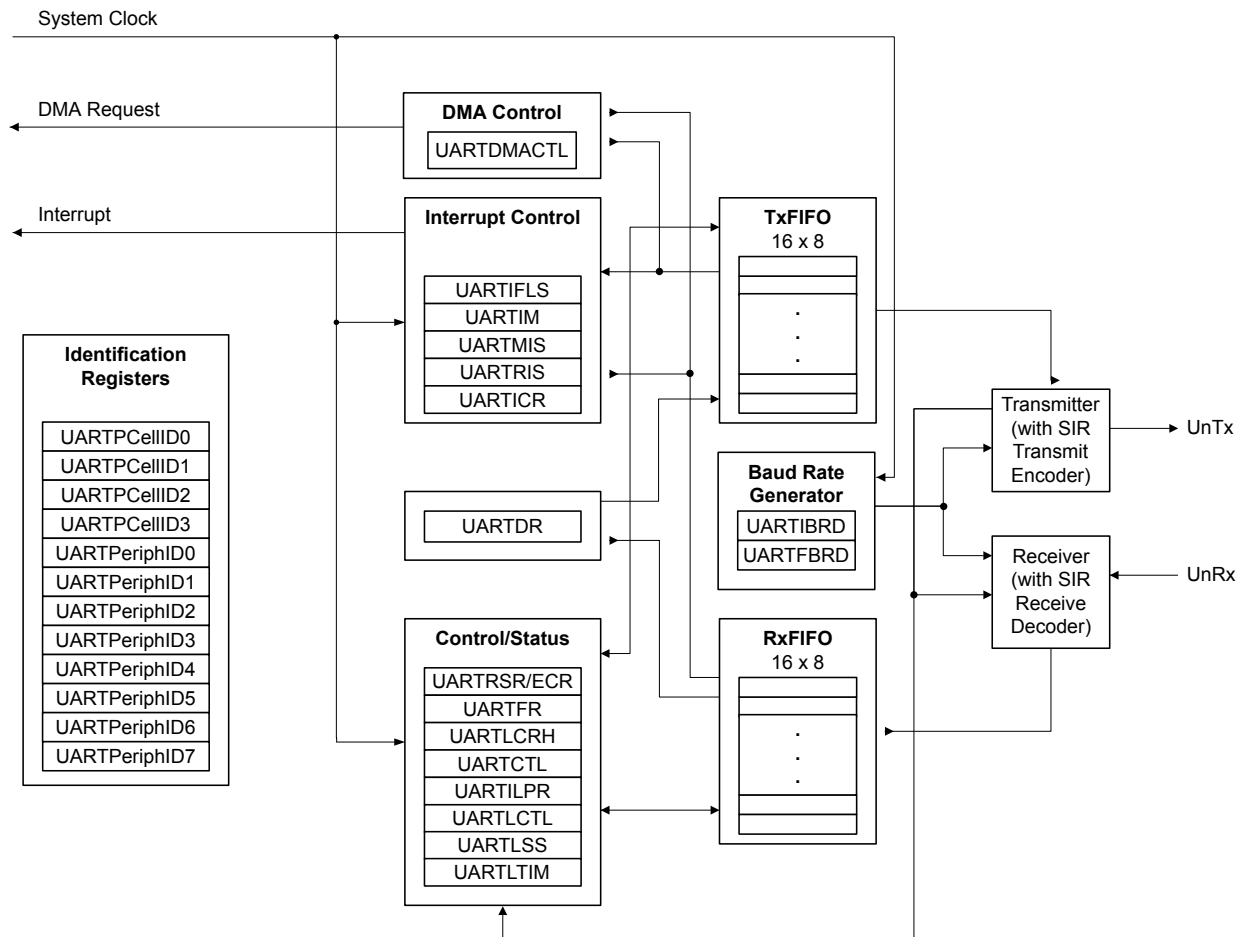 System Clock
DMA Request
DMA Control
UARTDMACTL
Interrupt
Interrupt Control
UARTIFLS
UARTIM
UARTMIS
UARTRIS
UARTICR
TxFIFO
16 x 8
.
.
.
Identification
Registers
UARTPCellID0
UARTPCellID1
UARTPCellID2
UARTPCellID3
UARTPeriphID0
UARTPeriphID1
UARTPeriphID2
UARTPeriphID3
UARTPeriphID4
UARTPeriphID5
UARTPeriphID6
UARTPeriphID7
UARTDR
Baud Rate
Generator
UARTIBRD
UARTFBRD
Transmitter
(with SIR
Transmit
Encoder)
UnTx
Receiver
(with SIR
Receive
Decoder)
UnRx
Control/Status
UARTRSR/ECR
UARTFR
UARTLCRH
UARTCTL
UARTILPR
UARTLCTL
UARTLSS
UARTLTIM
RxFIFO
16 x 8
.
.
.